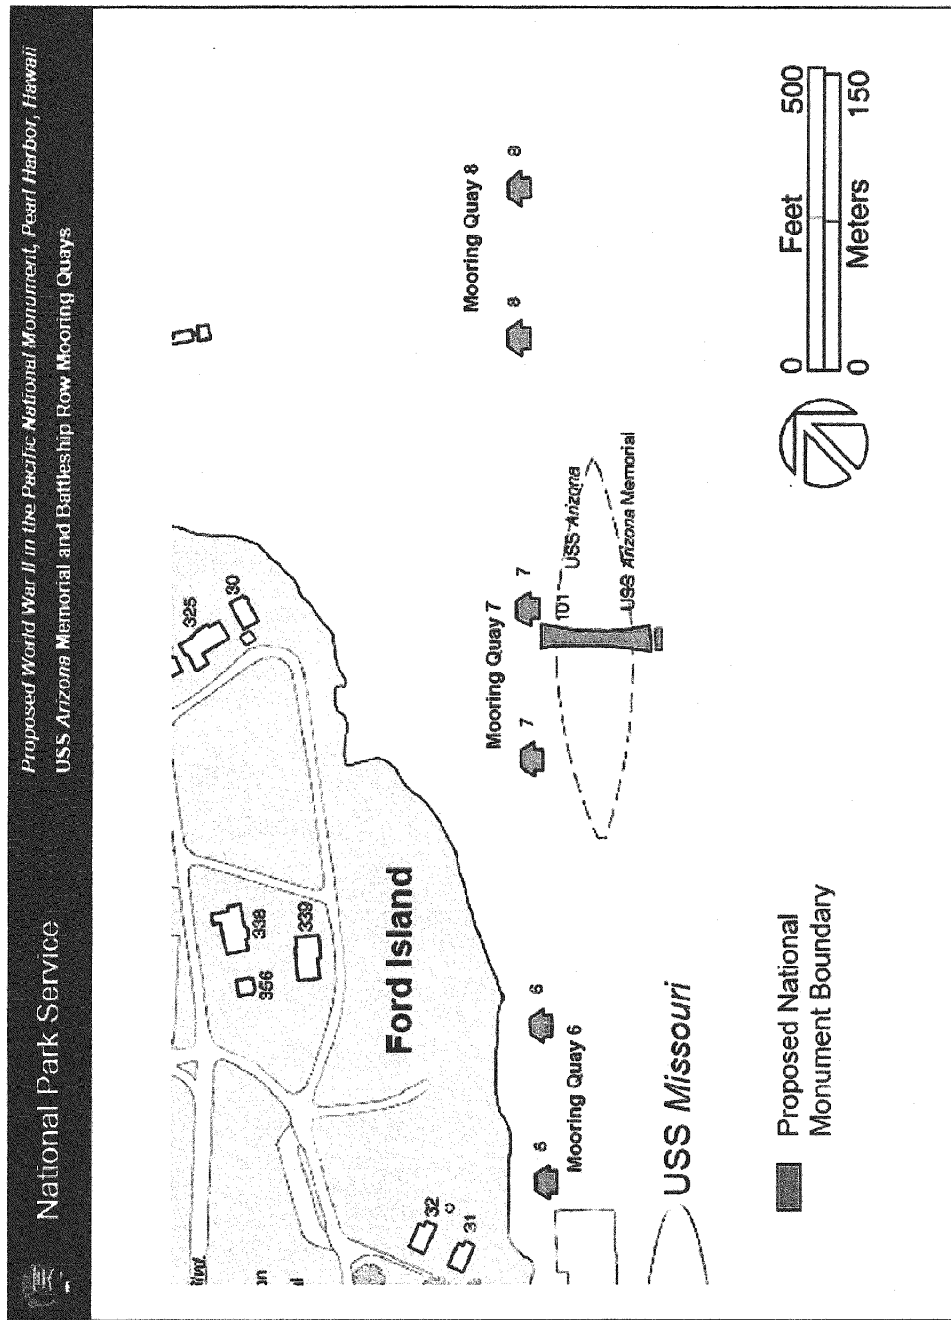 National Park Service
Proposed World War II in the Pacific National Monument, Pearl Harbor, Hawaii
USS Arizona Memorial and Battleship Row Mooring Quays
325
30
338
356
339
Ford Island
32
31
Mooring Quay 8
8
8
Mooring Quay 7
7
7
101
USS Arizona
USS Arizona Memorial
6
6
Mooring Quay 6
USS Missouri
Proposed National
Monument Boundary
0 Feet 500
0 Meters 150